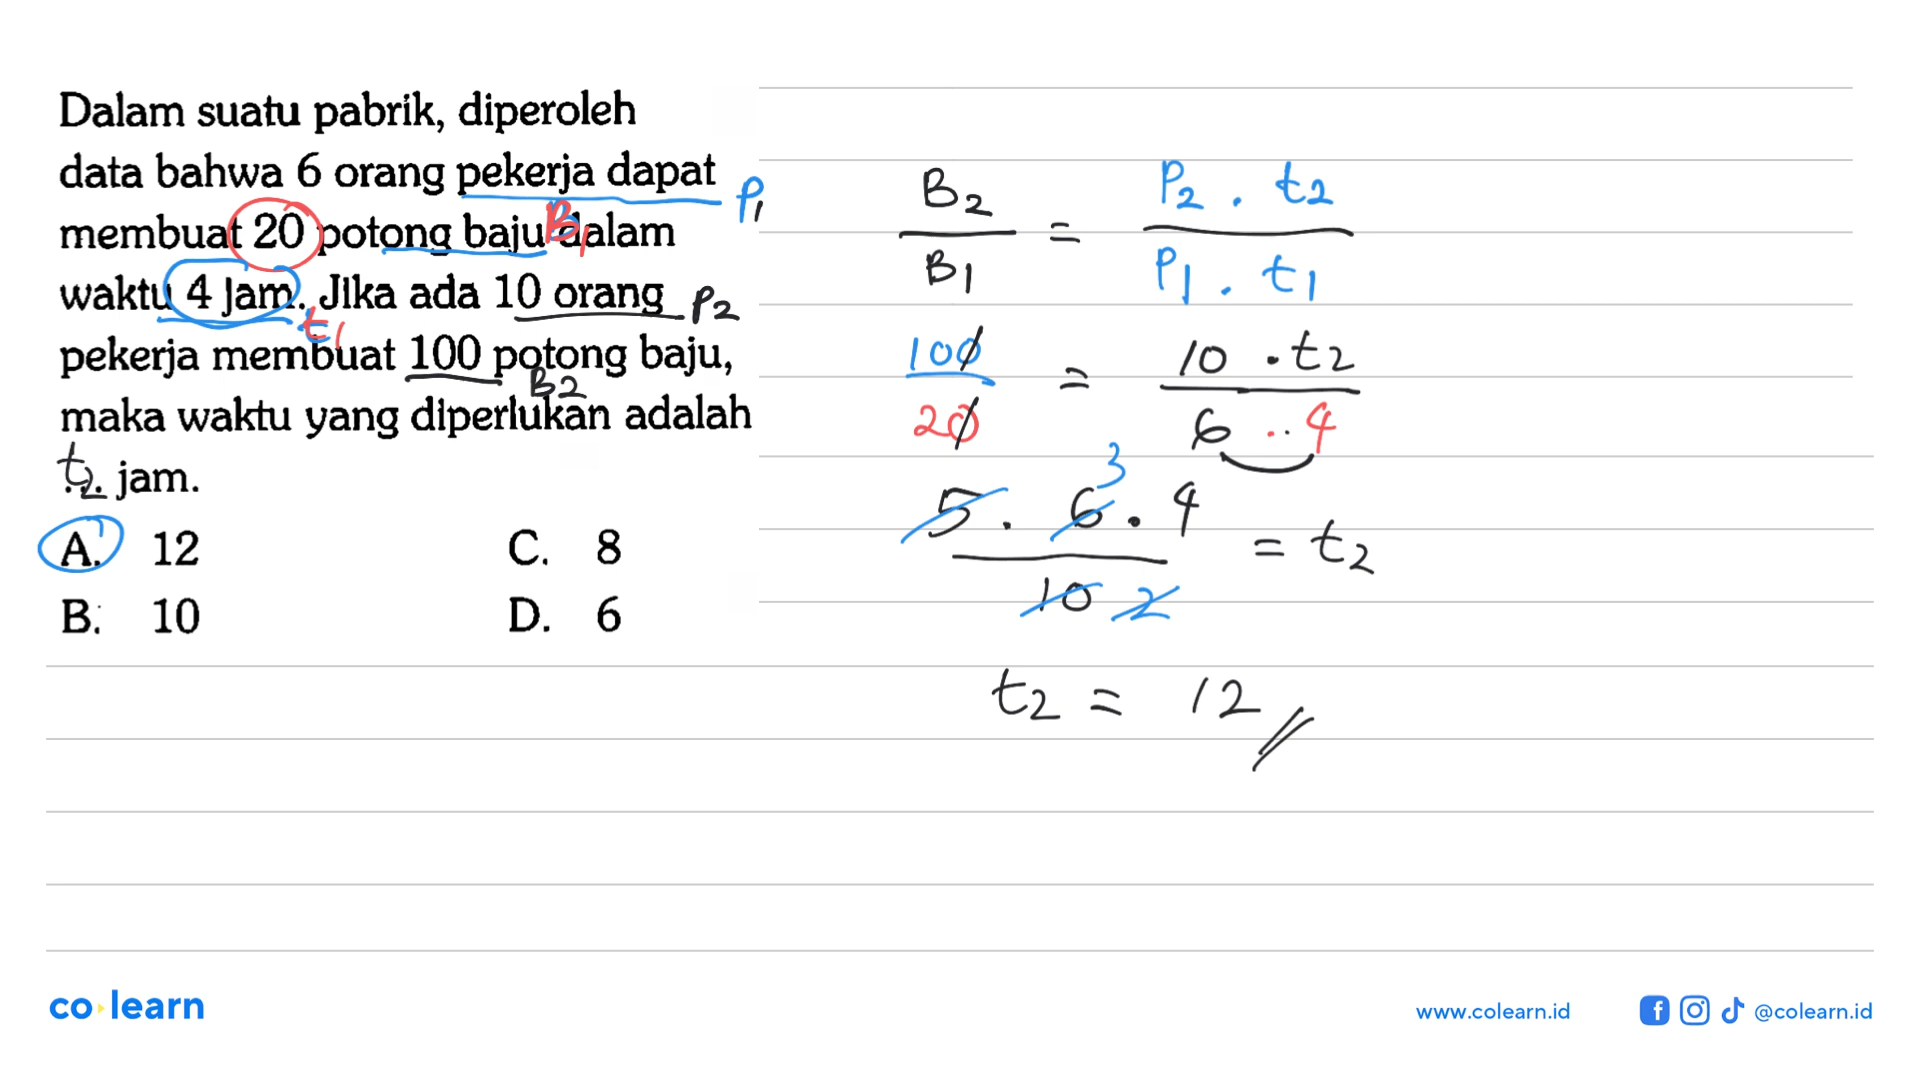 Dalam suatu pabrik, diperoleh
data bahwa 6 orang pekerja dapat P1
membuat 20 potong baju B1 dalam
waktu 4 Jam. t1 Jika ada 10 orang P2
pekerja membuat 100 potong baju,
B2
maka waktu yang diperlukan adalah
t2 ... jam.
A. 12 C. 8
B. 10 D. 6
B2 / B1 = P2 . t2 / P1 . t1
100 / 20 = 10 . t2 / 6 . 4
3
5 . 6 . 4 / 10 2 = t2
t2 = 12
co learn
www.colearn.id
@colearn.id